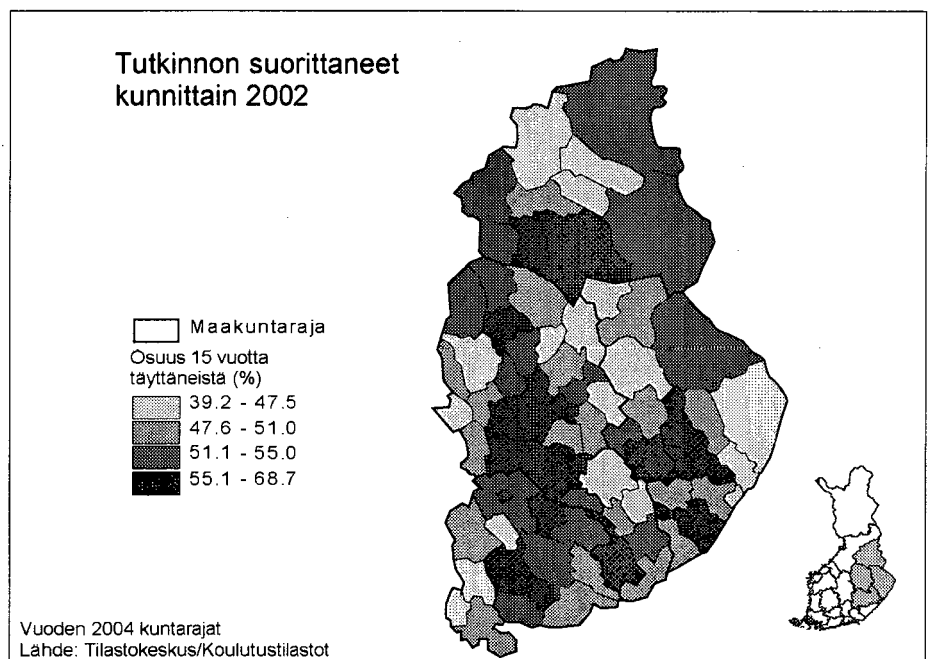 Tutkinnon suorittaneet
kunnittain 2002
Maakuntaraja
Osuus 15 vuotta
täyttäneistä (%)
39.2 - 47.5
47.6 - 51.0
51.1 - 55.0
55.1 - 68.7
Vuoden 2004 kuntarajat
Lähde: Tilastokeskus/Koulutustilastot